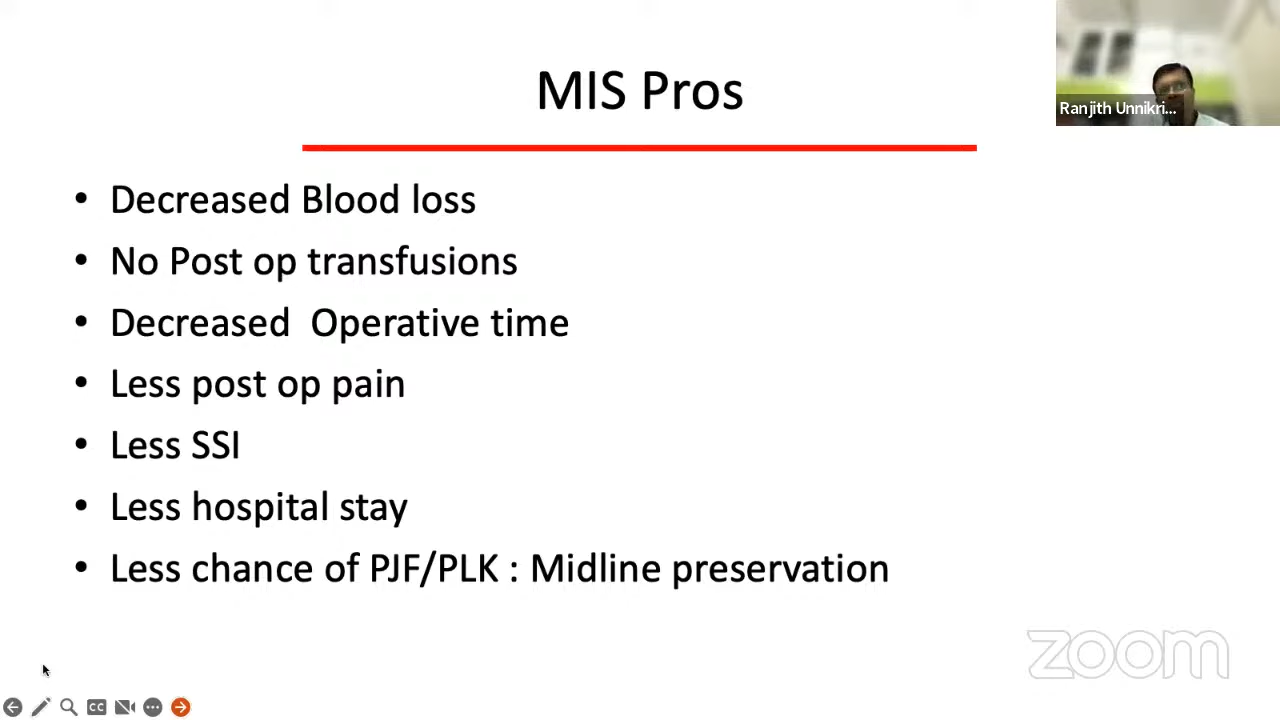 MIS Pros
Ranjith Unnikri...
• Decreased Blood loss
• No Post op transfusions
• Decreased  Operative time
• Less post op pain
• Less SSI
• Less hospital stay
• Less chance of PJF/PLK : Midline preservation
zoom
CC